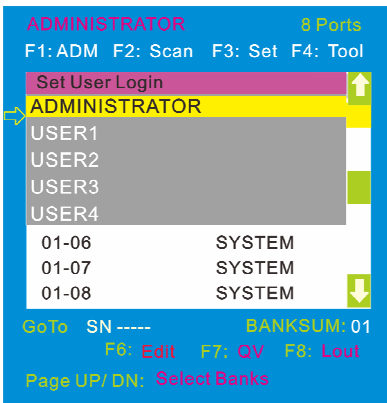 ADMINISTRATOR 8 Ports
F1: ADM F2: Scan F3: Set F4: Tool
Set User Login
ADMINISTRATOR
USER1
USER2
USER3
USER4
01-06 SYSTEM
01-07 SYSTEM
01-08 SYSTEM
GoTo SN ----- BANKSUM: 01
F6: Edit F7: QV F8: Lout
Page UP/ DN: Select Banks